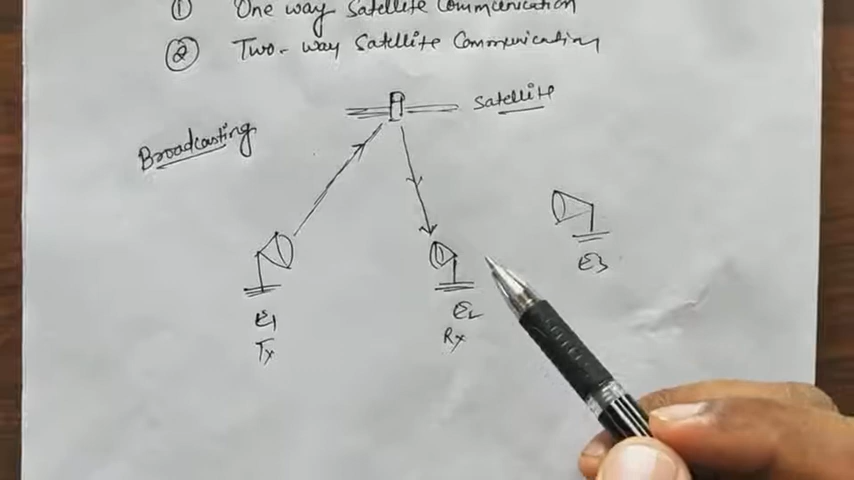 ① One way Satellite Communication
② Two-way Satellite Communication
Satellite
Broadcasting
E1
Tx
E2
Rx
E3